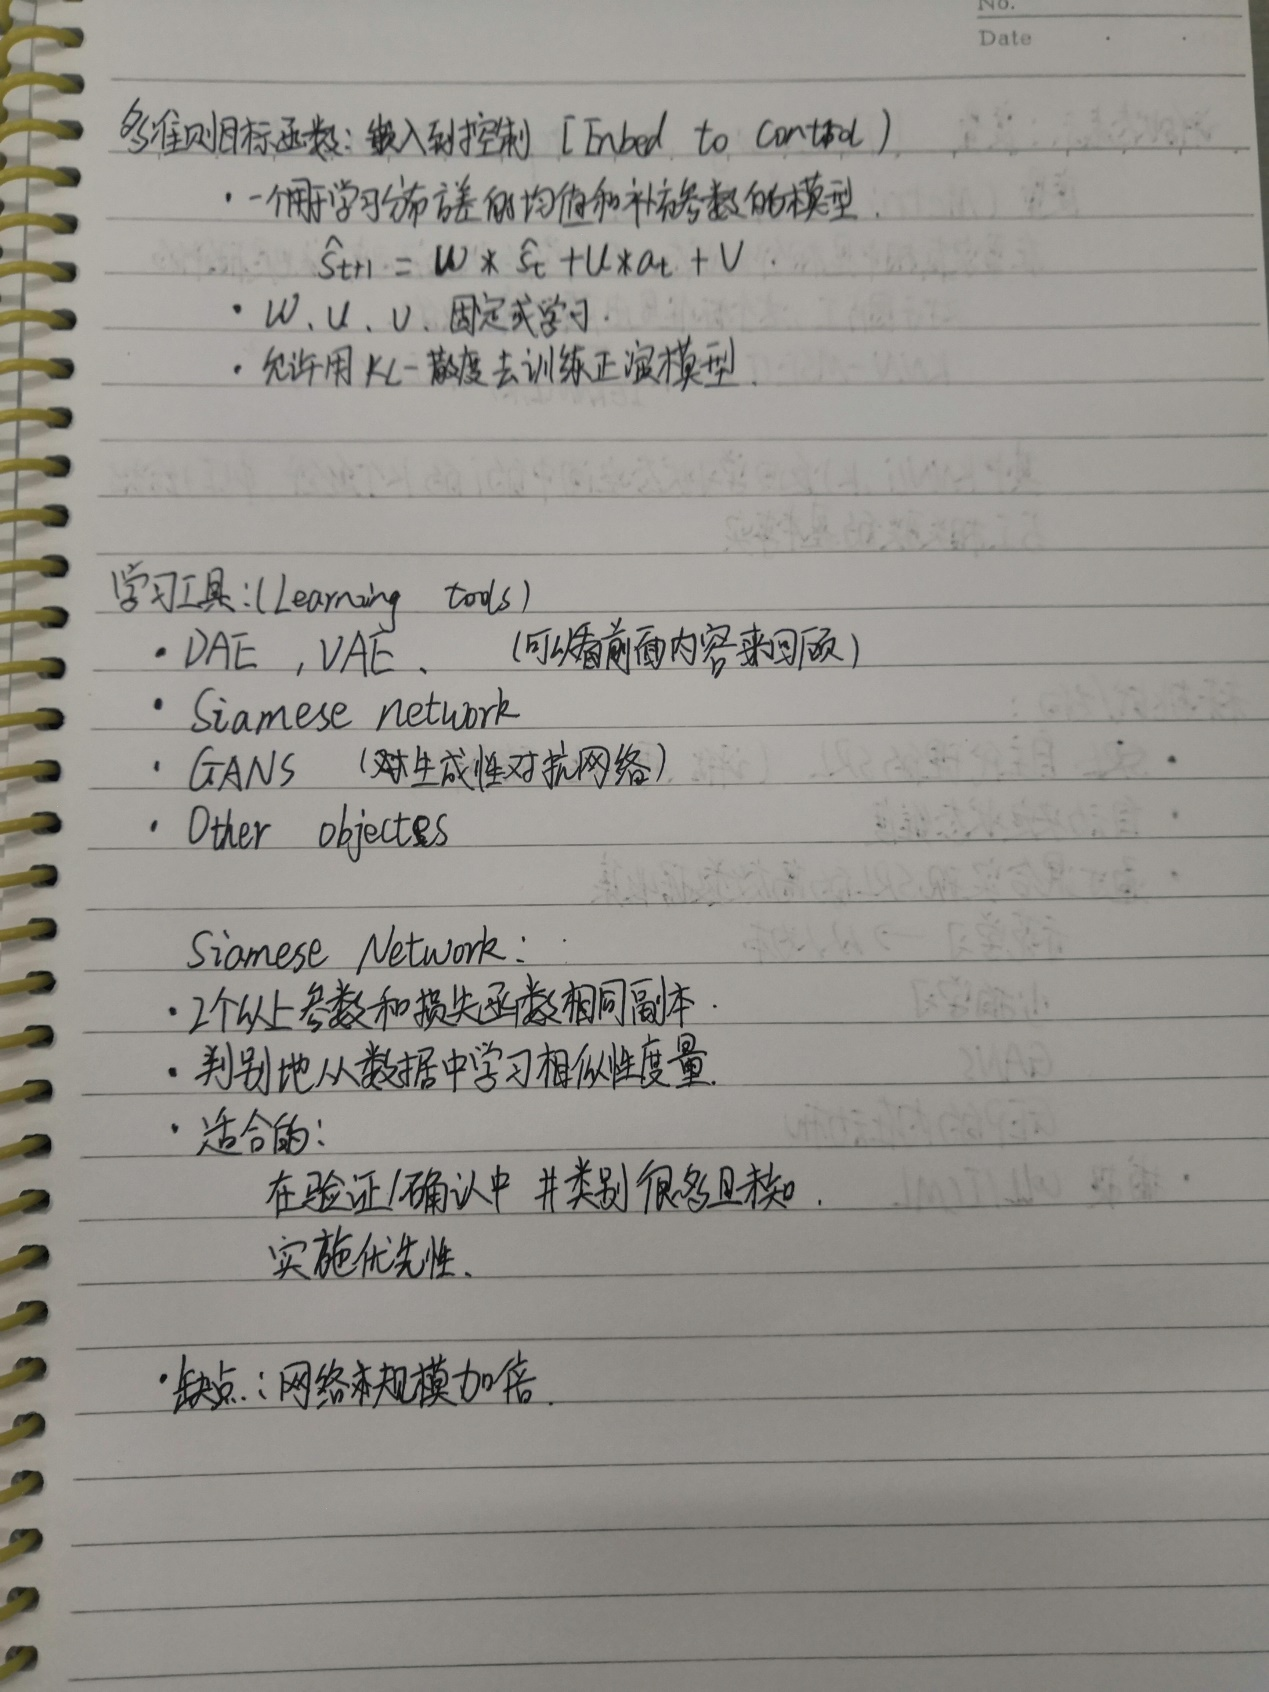 No.
Date
多准则目标函数：嵌入到控制 [Enbed to Control)
· 一个用于学习分布方差的均值和补方参数的模型.
ŝt+1 = W * ŝt + U * at + V .
· W、U、V、固定或学习.
· 允许用KL-散度去训练正演模型.
学习工具：(Learning tools)
· DAE , VAE、 (可以看前面内容来回顾)
· Siamese network
· GANS (对生成性对抗网络)
· Other objectes
Siamese Network :
· 2个以上参数和损失函数相同副本.
· 判别地从数据中学习相似性度量.
· 适合的：
在验证/确认中 并类别很多且未知.
实施优先性.
· 缺点：网络本规模加倍.